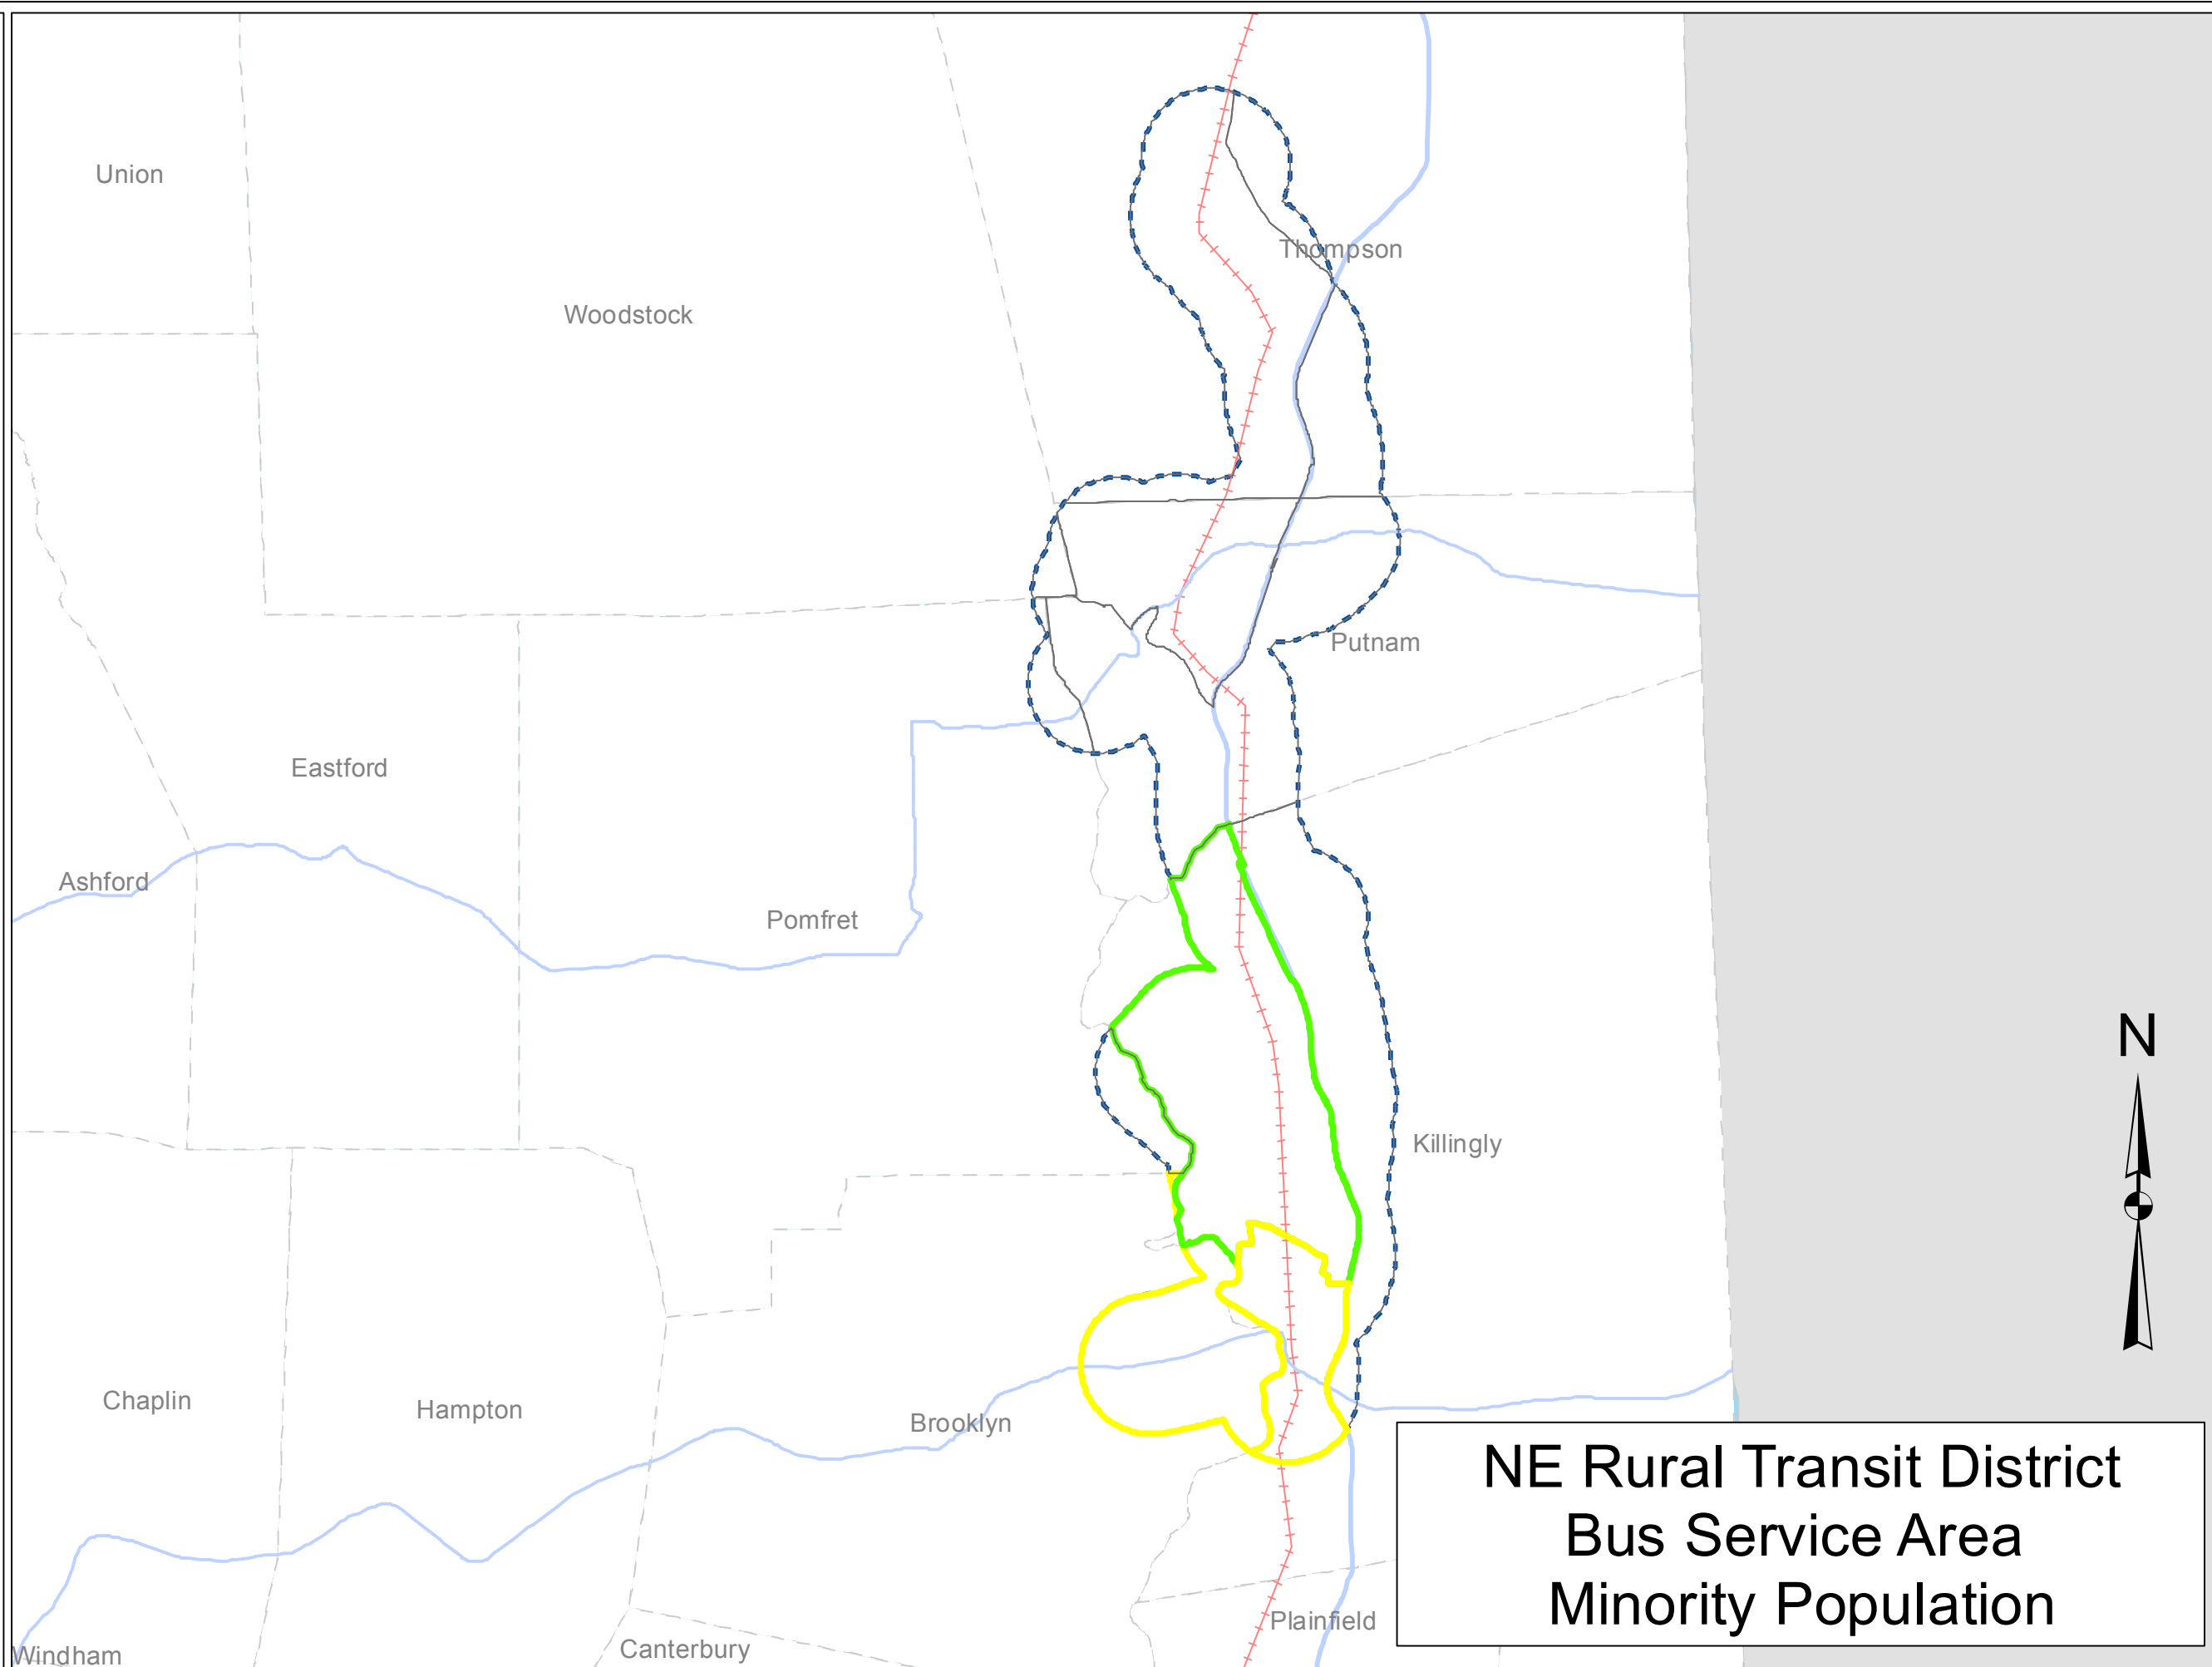 Union
Thompson
Woodstock
Putnam
Eastford
Ashford
Pomfret
N
Killingly
Chaplin
Hampton
Brooklyn
NE Rural Transit District
Bus Service Area
Minority Population
Plainfield
Canterbury
Windham